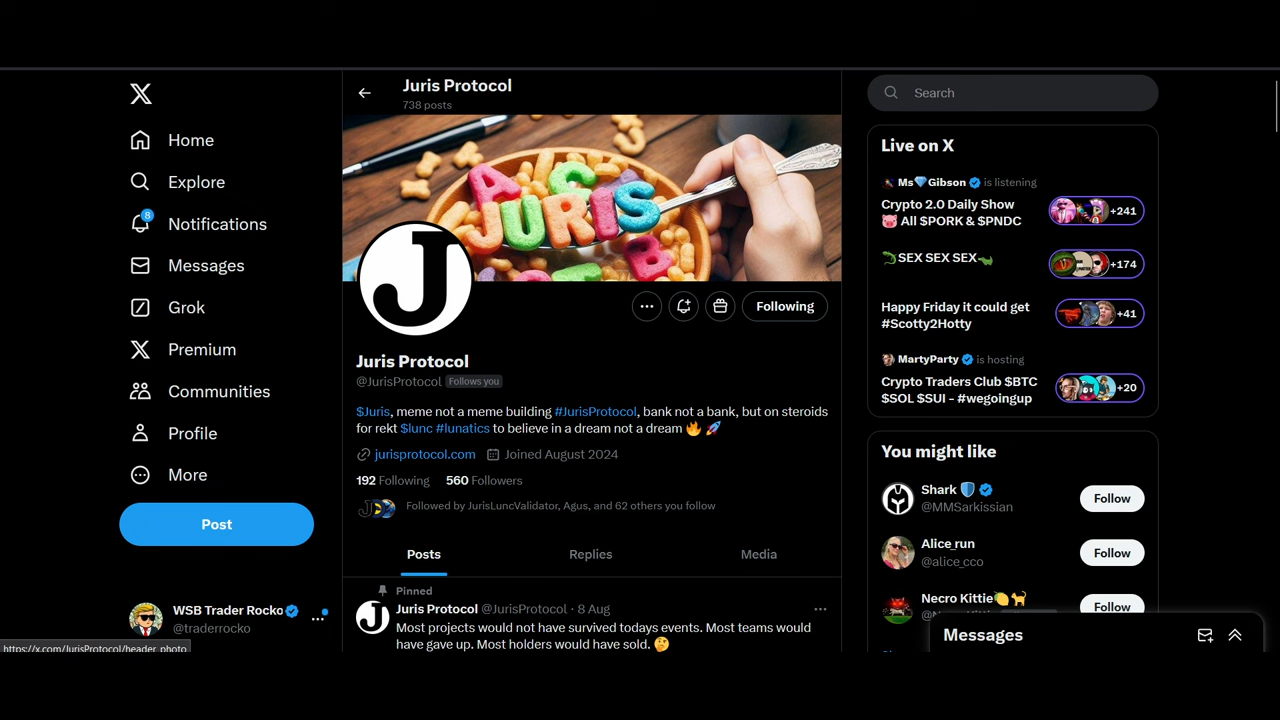 Juris Protocol
738 posts
Search
Home
Explore
8
Notifications
Messages
Grok
Premium
Communities
Profile
More
Post
WSB Trader Rocko
@traderrocko
https://x.com/JurisProtocol/header_photo
A C
JURIS
B
J
Following
Juris Protocol
@JurisProtocol Follows you
$Juris, meme not a meme building #JurisProtocol, bank not a bank, but on steroids
for rekt $lunc #lunatics to believe in a dream not a dream 🔥 🚀
jurisprotocol.com Joined August 2024
192 Following 560 Followers
Followed by JurisLuncValidator, Agus, and 62 others you follow
Posts Replies Media
Pinned
Juris Protocol @JurisProtocol · 8 Aug
Most projects would not have survived todays events. Most teams would
have gave up. Most holders would have sold. 🤔
Live on X
Ms💎Gibson is listening
Crypto 2.0 Daily Show
🐷 All $PORK & $PNDC
+241
🦎SEX SEX SEX🐊
+174
Happy Friday it could get
#Scotty2Hotty
+41
MartyParty is hosting
Crypto Traders Club $BTC
$SOL $SUI - #wegoingup
+20
You might like
Shark 🛡️
@MMSarkissian
Follow
Alice_run
@alice_cco
Follow
Necro Kittie🍋🐈
Follow
Messages